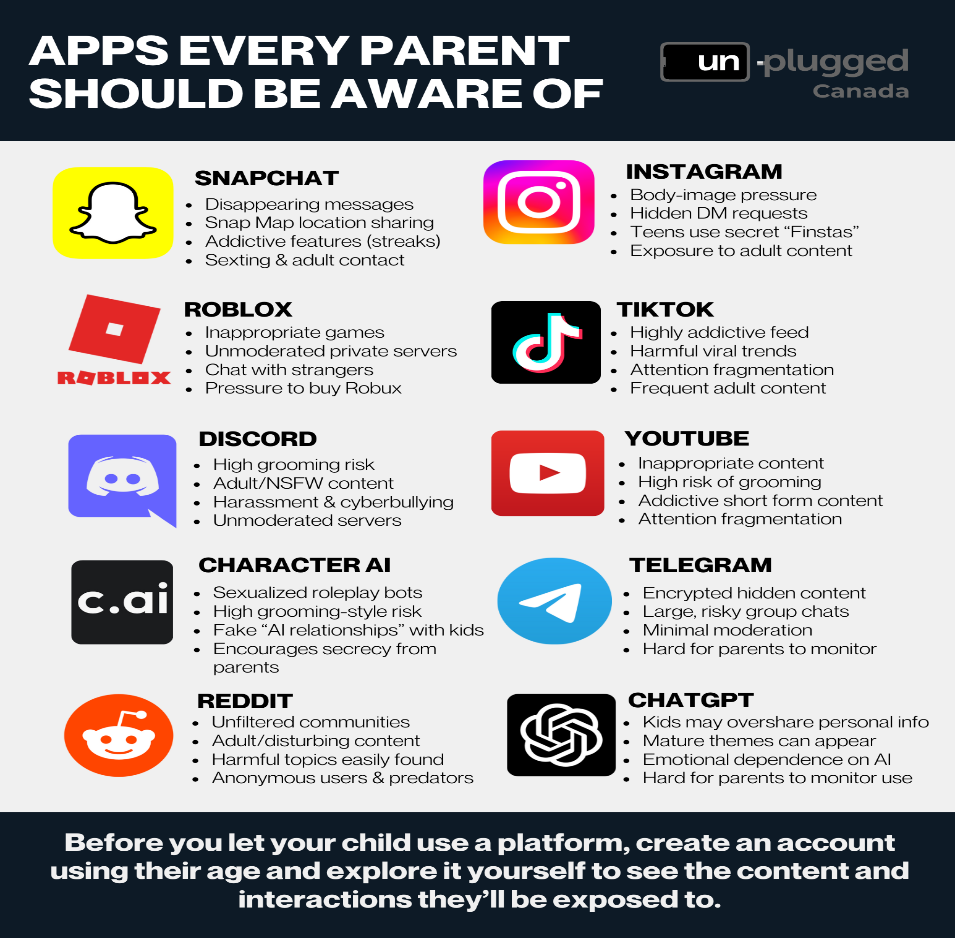 APPS EVERY PARENT
SHOULD BE AWARE OF
un-plugged
Canada
SNAPCHAT
• Disappearing messages
• Snap Map location sharing
• Addictive features (streaks)
• Sexting & adult contact
INSTAGRAM
• Body-image pressure
• Hidden DM requests
• Teens use secret “Finstas”
• Exposure to adult content
ROBLOX
ROBLOX
• Inappropriate games
• Unmoderated private servers
• Chat with strangers
• Pressure to buy Robux
TIKTOK
• Highly addictive feed
• Harmful viral trends
• Attention fragmentation
• Frequent adult content
DISCORD
• High grooming risk
• Adult/NSFW content
• Harassment & cyberbullying
• Unmoderated servers
YOUTUBE
• Inappropriate content
• High risk of grooming
• Addictive short form content
• Attention fragmentation
c.ai
CHARACTER AI
• Sexualized roleplay bots
• High grooming-style risk
• Fake “AI relationships” with kids
• Encourages secrecy from
parents
TELEGRAM
• Encrypted hidden content
• Large, risky group chats
• Minimal moderation
• Hard for parents to monitor
REDDIT
• Unfiltered communities
• Adult/disturbing content
• Harmful topics easily found
• Anonymous users & predators
CHATGPT
• Kids may overshare personal info
• Mature themes can appear
• Emotional dependence on AI
• Hard for parents to monitor use
Before you let your child use a platform, create an account
using their age and explore it yourself to see the content and
interactions they’ll be exposed to.